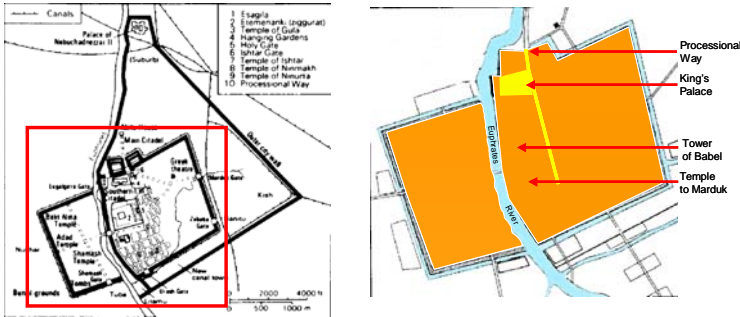 Canals
Palace of
Nebuchadnezzar II
(Suburb)
1 Esagila
2 Etemenanki (ziggurat)
3 Temple of Gula
4 Hanging Gardens
5 Holy Gate
6 Ishtar Gate
7 Temple of Ishtar
8 Temple of Ninmakh
9 Temple of Ninurta
10 Processional Way
Outer city wall
Main Citadel
Greek
theatre
Southern
Citadel
Kish
Zababa
Gate
Adad
Temple
Shamash
Temple
Shamash
Gate
Tombs
Burial grounds
New
canal town
0 2000 4000 ft
0 500 1000 m
Processional
Way
King's
Palace
Tower
of Babel
Temple
to Marduk
Euphrates
River